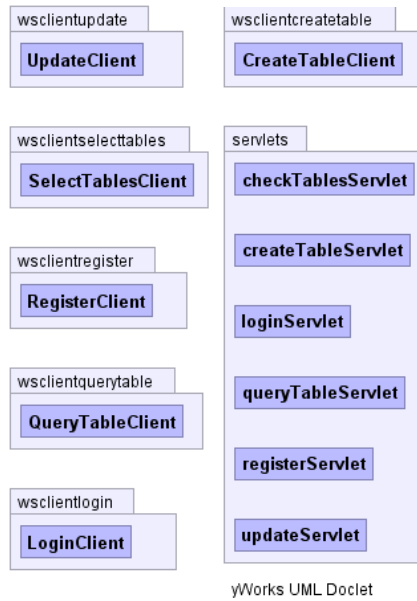 wsclientupdate
UpdateClient
wsclientcreatetable
CreateTableClient
wsclientselecttables
SelectTablesClient
servlets
checkTablesServlet
createTableServlet
loginServlet
queryTableServlet
registerServlet
updateServlet
wsclientregister
RegisterClient
wsclientquerytable
QueryTableClient
wsclientlogin
LoginClient
yWorks UML Doclet